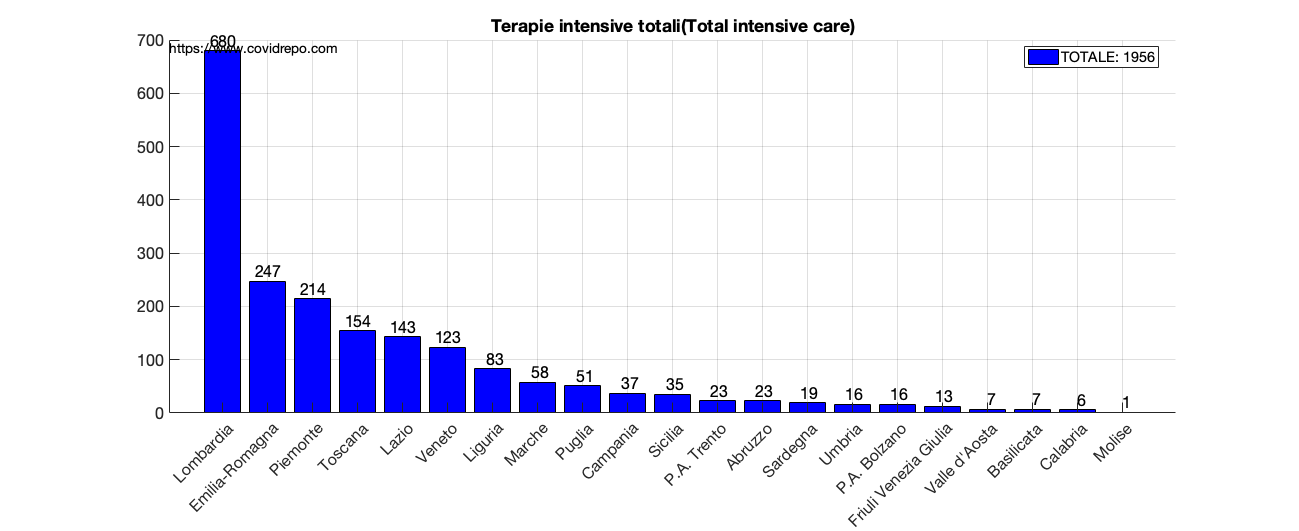 Terapie intensive totali(Total intensive care)
https://www.covidrepo.com
TOTALE: 1956
700
600
500
400
300
200
100
0
680
247
214
154
143
123
83
58
51
37
35
23
23
19
16
16
13
7
7
6
1
Lombardia
Emilia-Romagna
Piemonte
Toscana
Lazio
Veneto
Liguria
Marche
Puglia
Campania
Sicilia
P.A. Trento
Abruzzo
Sardegna
Umbria
P.A. Bolzano
Friuli Venezia Giulia
Valle d'Aosta
Basilicata
Calabria
Molise